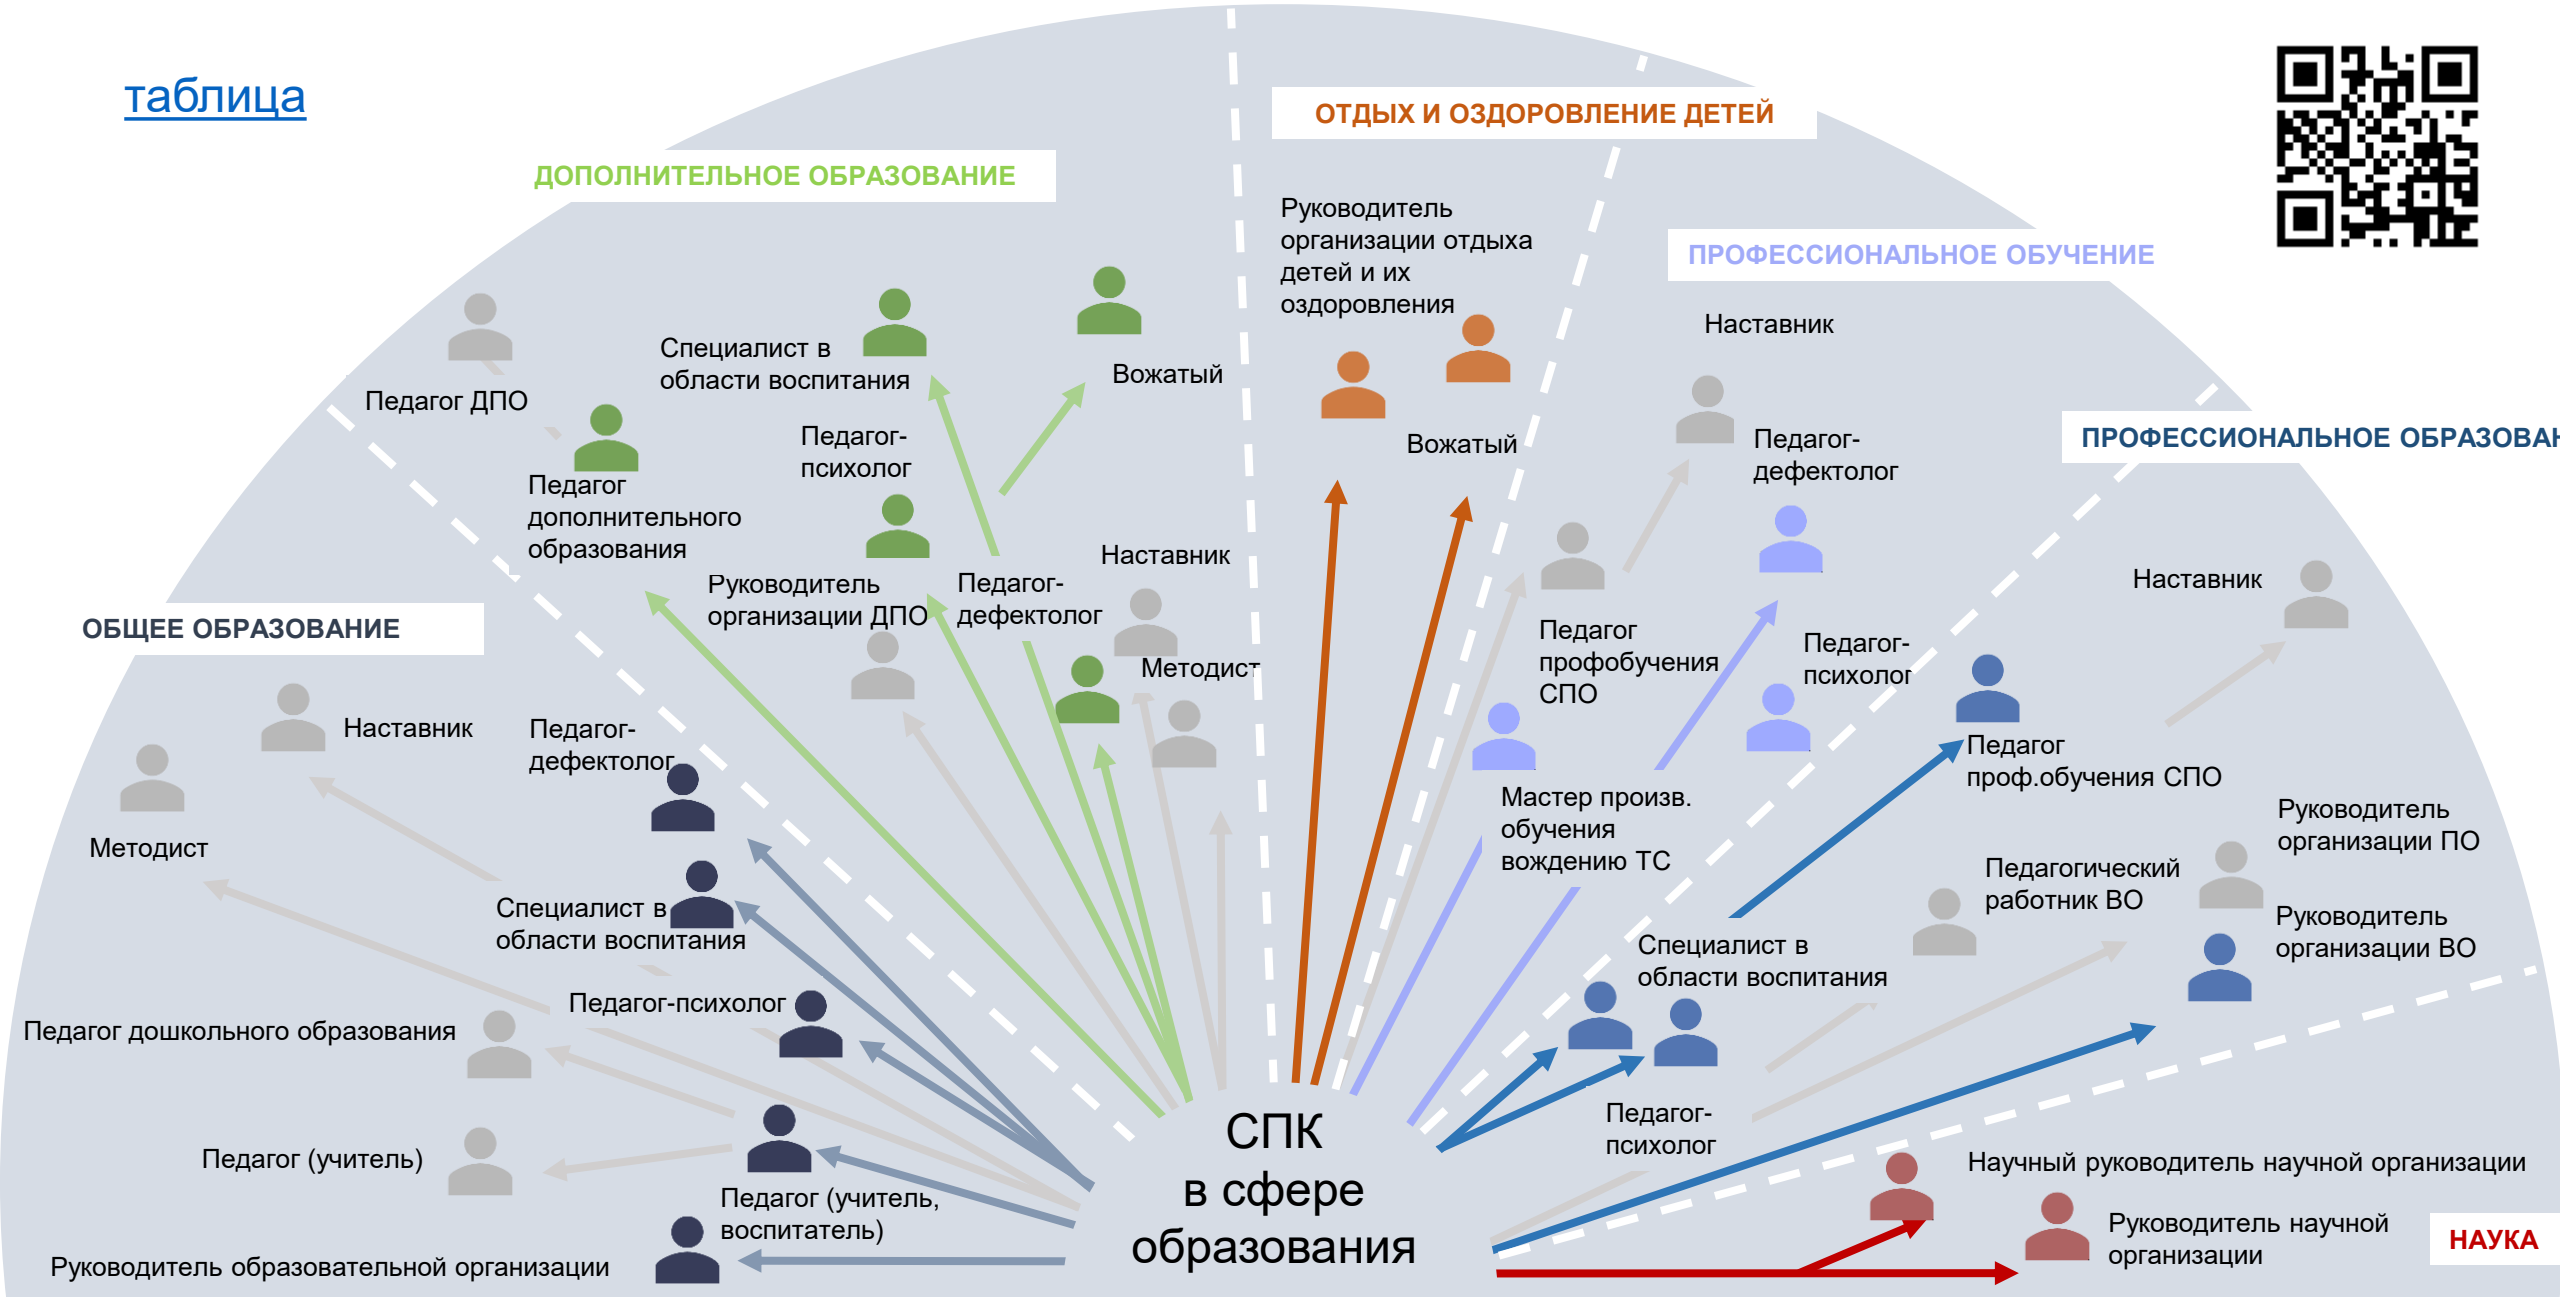 таблица
ОТДЫХ И ОЗДОРОВЛЕНИЕ ДЕТЕЙ
ДОПОЛНИТЕЛЬНОЕ ОБРАЗОВАНИЕ
Руководитель
организации отдыха
детей и их
оздоровления
ПРОФЕССИОНАЛЬНОЕ ОБУЧЕНИЕ
Наставник
Специалист в
области воспитания
Вожатый
Педагог ДПО
Педагог-
психолог
Вожатый
Педагог-
дефектолог
ПРОФЕССИОНАЛЬНОЕ ОБРАЗОВАН
Педагог
дополнительного
образования
Наставник
Руководитель
организации ДПО
Педагог-
дефектолог
Наставник
ОБЩЕЕ ОБРАЗОВАНИЕ
Педагог
профобучения
СПО
Педагог-
психолог
Методист
Наставник
Педагог-
дефектолог
Педагог
проф.обучения СПО
Мастер произв.
обучения
вождению ТС
Руководитель
организации ПО
Методист
Педагогический
работник ВО
Специалист в
области воспитания
Руководитель
организации ВО
Специалист в
области воспитания
Педагог-психолог
Педагог дошкольного образования
Педагог-
психолог
Педагог (учитель)
СПК
в сфере
образования
Научный руководитель научной организации
Педагог (учитель,
воспитатель)
Руководитель научной
организации
НАУКА
Руководитель образовательной организации